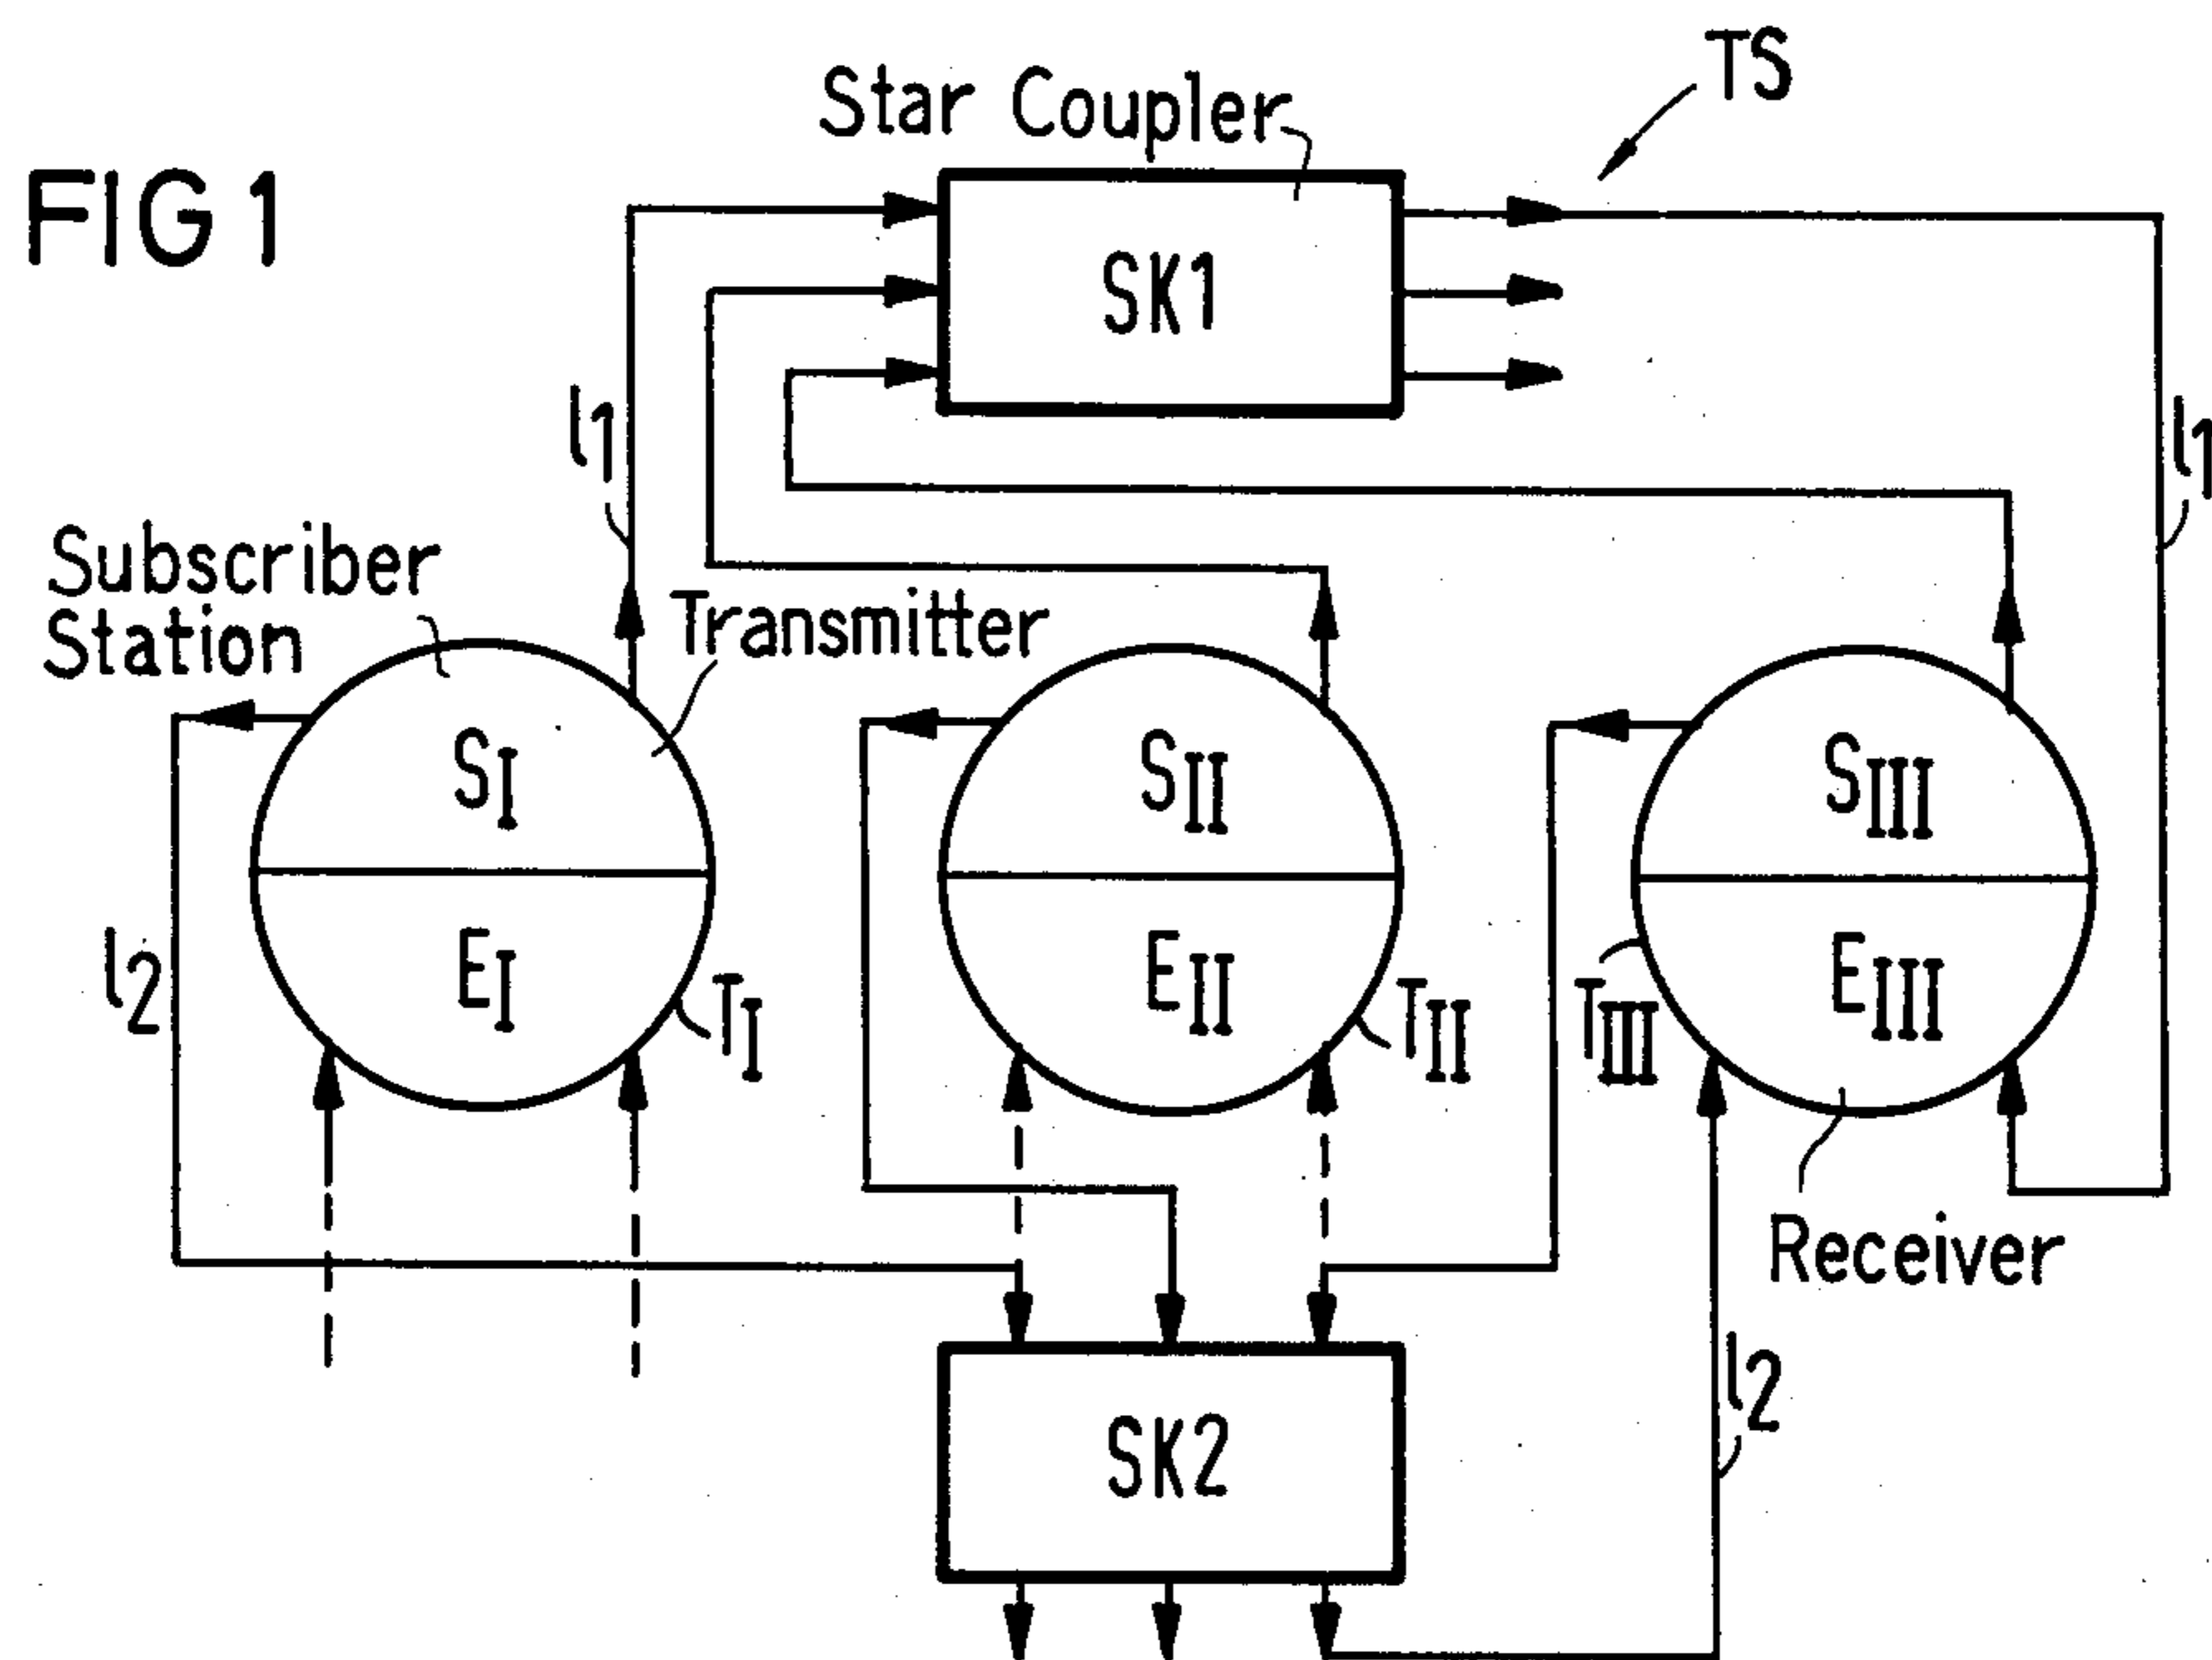 FIG 1
Star Coupler
TS
SK1
l1
l1
Subscriber
Station
Transmitter
SI
SII
SIII
l2
EI
EII
EIII
TI
TII
TIII
Receiver
l2
SK2